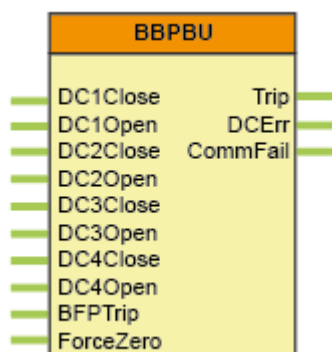 BBPBU
DC1Close Trip
DC1Open DCErr
DC2Close CommFail
DC2Open
DC3Close
DC3Open
DC4Close
DC4Open
BFPTrip
ForceZero